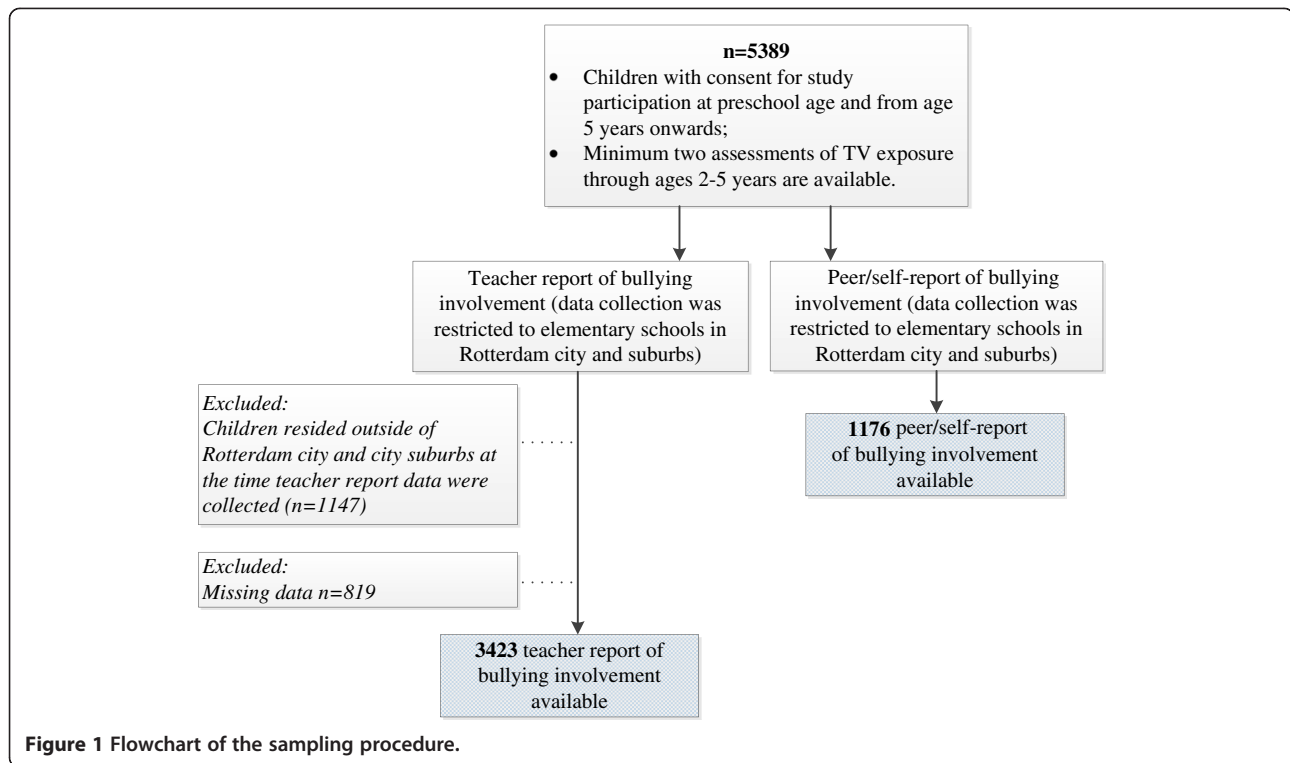 n=5389
• Children with consent for study
participation at preschool age and from age
5 years onwards;
• Minimum two assessments of TV exposure
through ages 2-5 years are available.
Teacher report of bullying
involvement (data collection was
restricted to elementary schools in
Rotterdam city and suburbs)
Peer/self-report of bullying
involvement (data collection was
restricted to elementary schools in
Rotterdam city and suburbs)
Excluded:
Children resided outside of
Rotterdam city and city suburbs at
the time teacher report data were
collected (n=1147)
1176 peer/self-report
of bullying involvement
available
Excluded:
Missing data n=819
3423 teacher report of
bullying involvement
available
Figure 1 Flowchart of the sampling procedure.